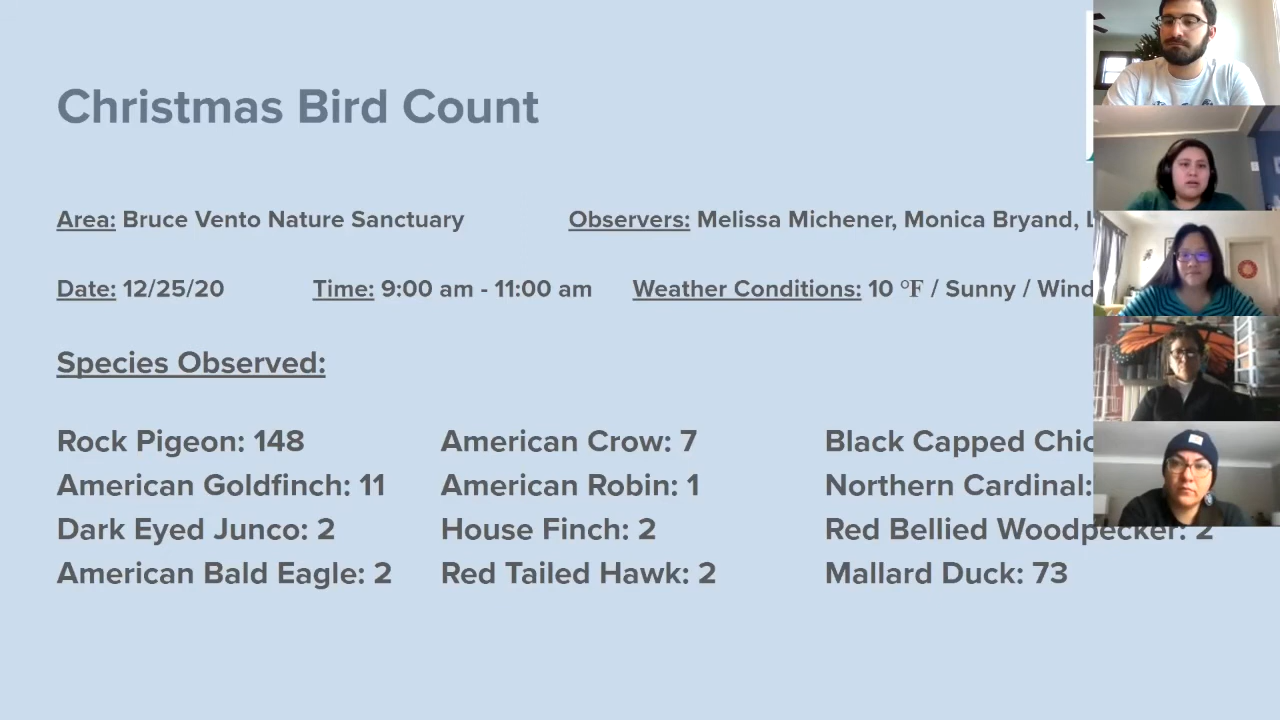 Christmas Bird Count
Area: Bruce Vento Nature Sanctuary Observers: Melissa Michener, Monica Bryand,
Date: 12/25/20 Time: 9:00 am - 11:00 am Weather Conditions: 10 °F / Sunny / Wind
Species Observed:
Rock Pigeon: 148 American Crow: 7 Black Capped
American Goldfinch: 11 American Robin: 1 Northern Cardinal:
Dark Eyed Junco: 2 House Finch: 2 Red Bellied Woodpecker: 2
American Bald Eagle: 2 Red Tailed Hawk: 2 Mallard Duck: 73